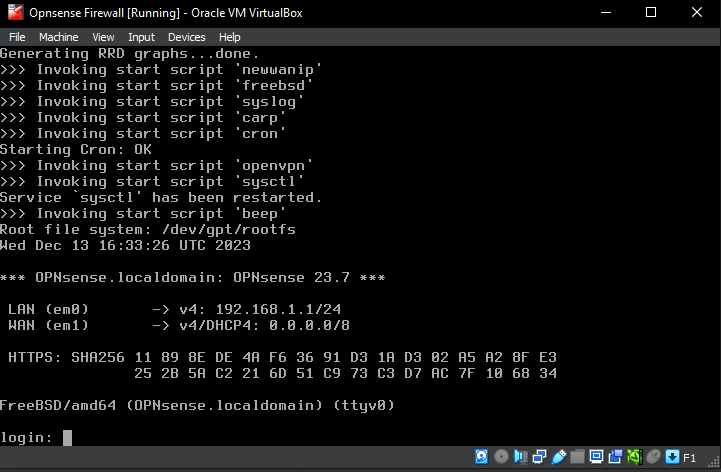 Opnsense Firewall [Running] - Oracle VM VirtualBox
File Machine View Input Devices Help
Generating RRD graphs...done.
>>> Invoking start script 'newwanip'
>>> Invoking start script 'freebsd'
>>> Invoking start script 'syslog'
>>> Invoking start script 'carp'
>>> Invoking start script 'cron'
Starting Cron: OK
>>> Invoking start script 'openvpn'
>>> Invoking start script 'sysctl'
Service `sysctl' has been restarted.
>>> Invoking start script 'beep'
Root file system: /dev/gpt/rootfs
Wed Dec 13 16:33:26 UTC 2023
*** OPNsense.localdomain: OPNsense 23.7 ***
LAN (em0) -> v4: 192.168.1.1/24
WAN (em1) -> v4/DHCP4: 0.0.0.0/8
HTTPS: SHA256 11 89 8E DE 4A F6 36 91 D3 1A D3 02 A5 A2 8F E3
25 2B 5A C2 21 6D 51 C9 73 C3 D7 AC 7F 10 68 34
FreeBSD/amd64 (OPNsense.localdomain) (ttyv0)
login:
F1